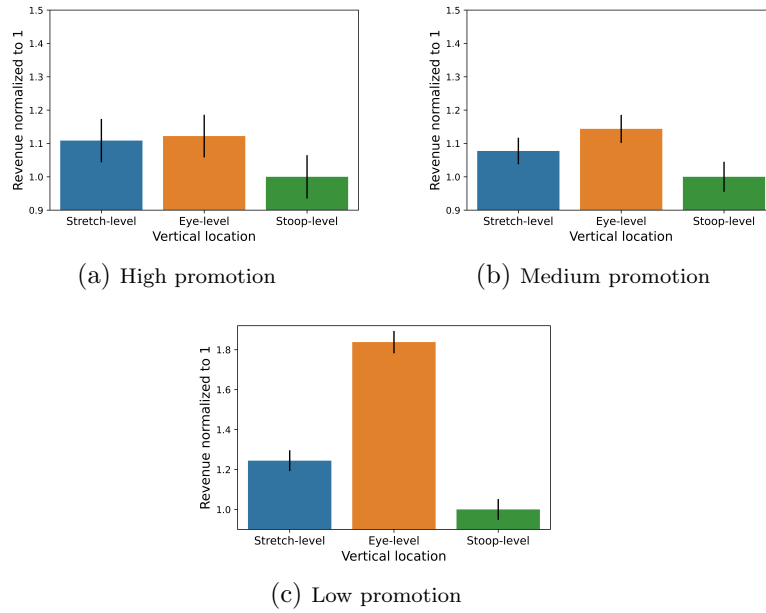 Revenue normalized to 1
1.5
1.4
1.3
1.2
1.1
1.0
0.9
Stretch-level Eye-level Stoop-level
Vertical location
(a) High promotion
Revenue normalized to 1
1.5
1.4
1.3
1.2
1.1
1.0
0.9
Stretch-level Eye-level Stoop-level
Vertical location
(b) Medium promotion
Revenue normalized to 1
1.8
1.6
1.4
1.2
1.0
Stretch-level Eye-level Stoop-level
Vertical location
(c) Low promotion